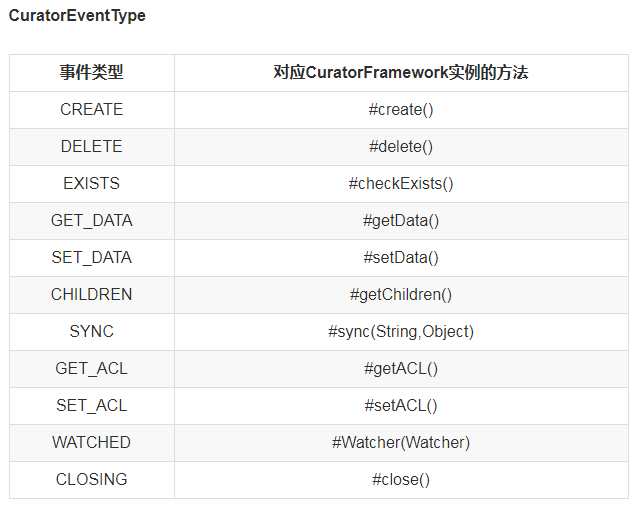 CuratorEventType
事件类型 对应CuratorFramework实例的方法
CREATE #create()
DELETE #delete()
EXISTS #checkExists()
GET_DATA #getData()
SET_DATA #setData()
CHILDREN #getChildren()
SYNC #sync(String,Object)
GET_ACL #getACL()
SET_ACL #setACL()
WATCHED #Watcher(Watcher)
CLOSING #close()